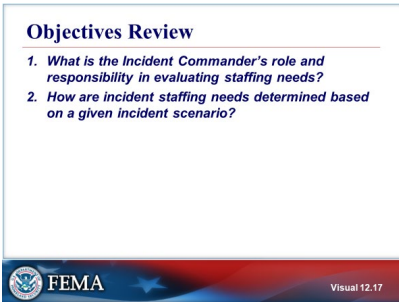 Objectives Review
1. What is the Incident Commander's role and
responsibility in evaluating staffing needs?
2. How are incident staffing needs determined based
on a given incident scenario?
FEMA
Visual 12.17